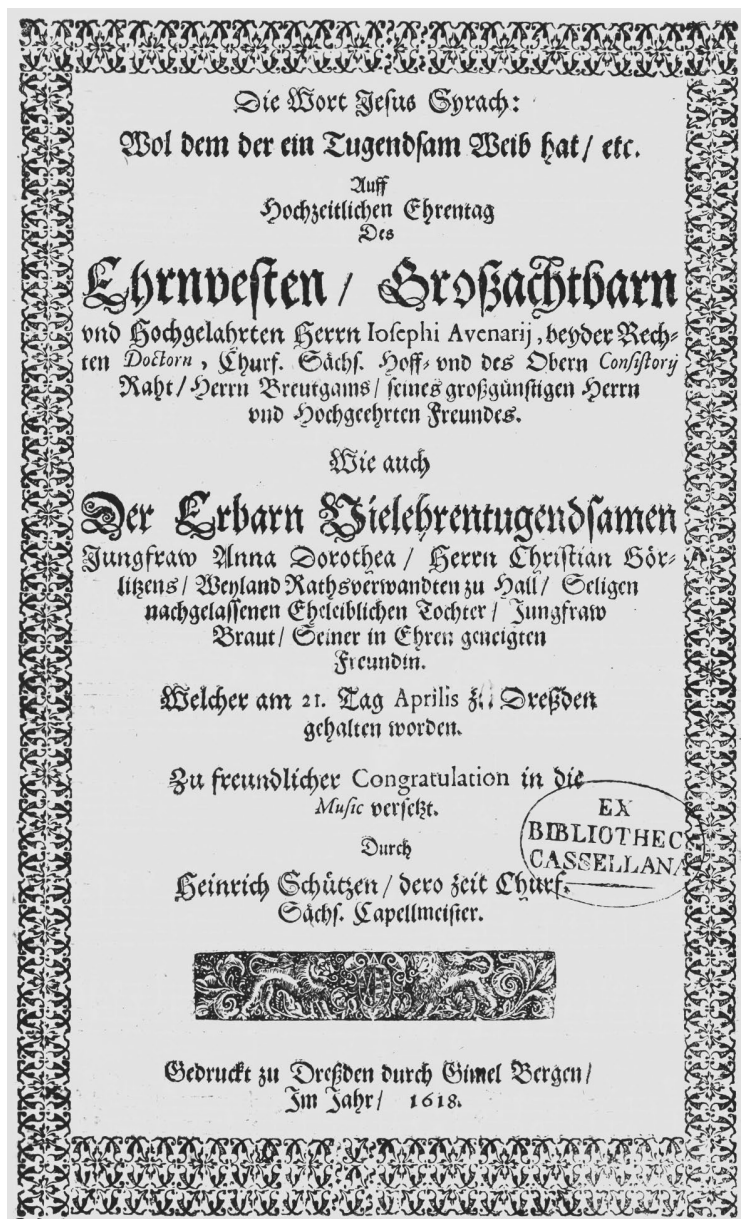 Die Wort Jesus Syrach:
Wol dem der ein Tugendsam Weib hat/ etc.
Auff
Hochzeitlichen Ehrentag
Des
Ehrnvesten / Großachtbarn
vnd Hochgelahrten Herrn Iosephi Avenarij, beyder Rech-
ten Doctorn, Churf. Sächs. Hoff- vnd des Obern Consistorij
Raht/ Herrn Breutgams/ seines großgünstigen Herrn
vnd Hochgeehrten Freundes.
Wie auch
Der Erbarn Vielehrentugendsamen
Jungfraw Anna Dorothea/ Herrn Christian Gör-
litzens/ Weyland Rathsverwandten zu Hall/ Seligen
nachgelassenen Eheleiblichen Tochter/ Jungfraw
Braut/ Seiner in Ehren geneigten
Freundin.
Welcher am 21. Tag Aprilis zu Dreßden
gehalten worden.
Zu freundlicher Congratulation in die
Music versetzt.
Durch
Heinrich Schützen/ dero zeit Churf.
Sächs. Capellmeister.
EX
BIBLIOTHEC
CASSELLANA
Gedruckt zu Dreßden durch Gimel Bergen/
Im Jahr/ 1618.